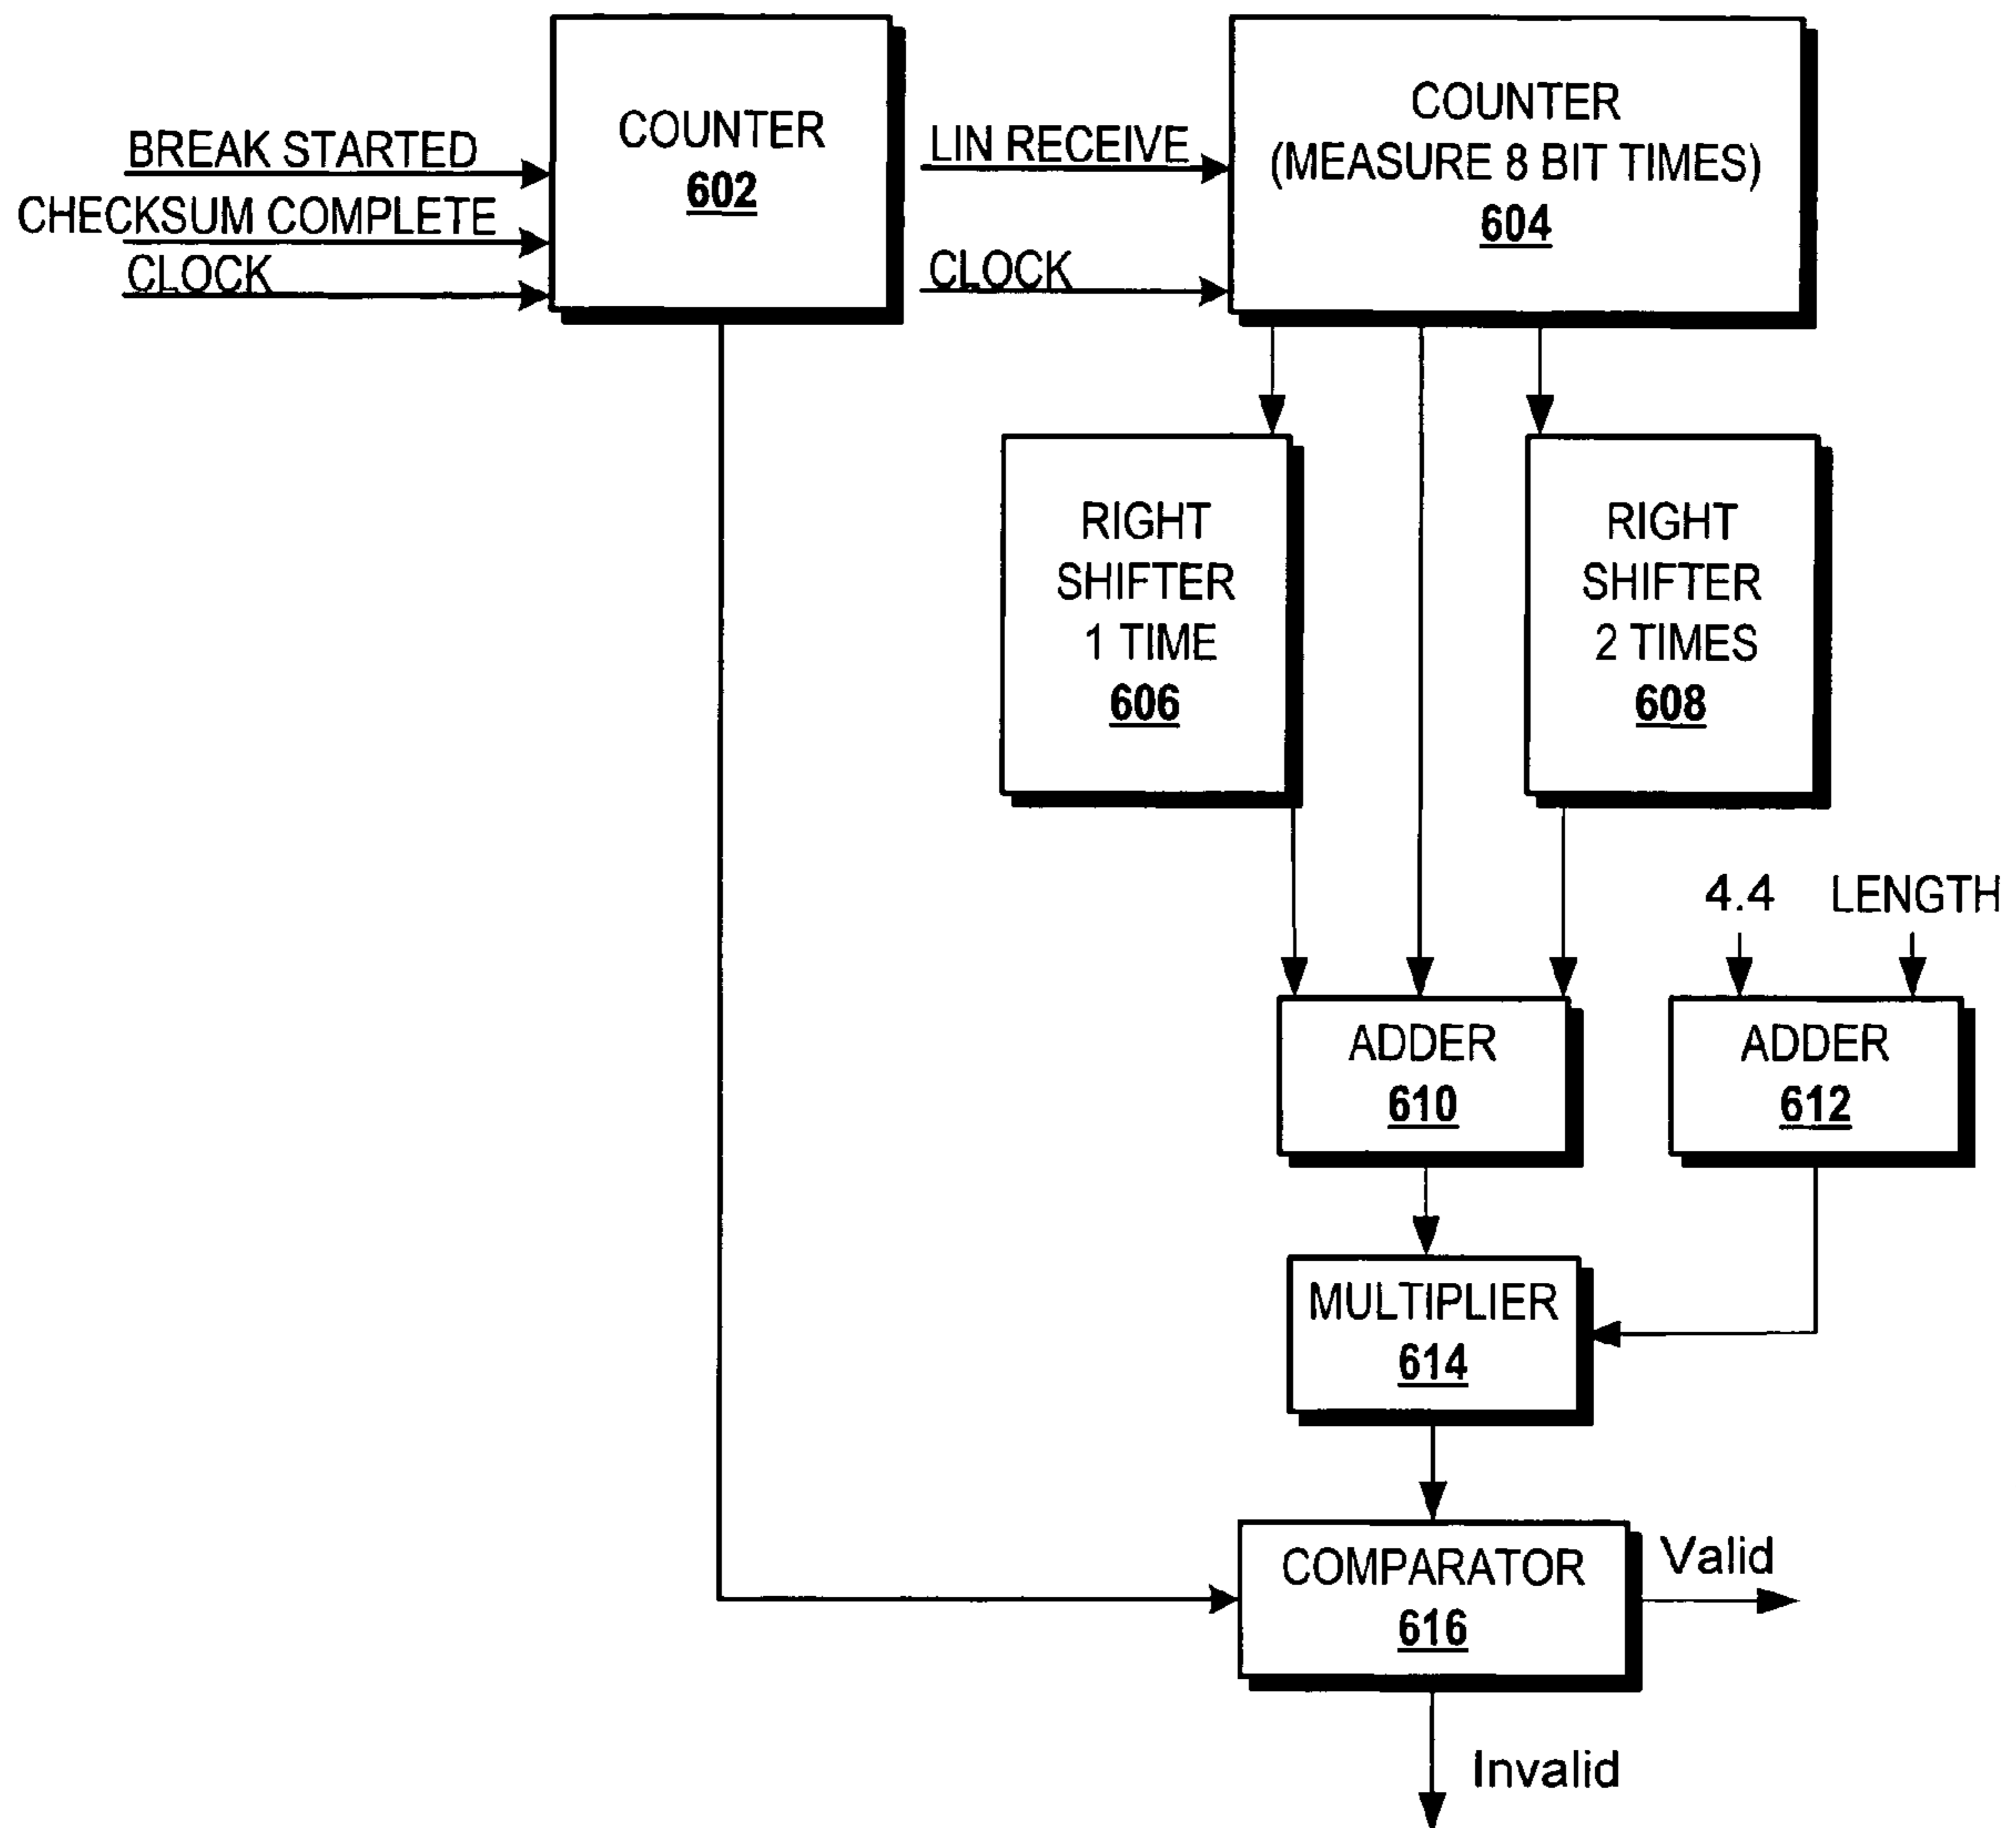 BREAK STARTED
CHECKSUM COMPLETE
CLOCK
COUNTER
602
LIN RECEIVE
CLOCK
COUNTER
(MEASURE 8 BIT TIMES)
604
RIGHT
SHIFTER
1 TIME
606
RIGHT
SHIFTER
2 TIMES
608
4.4
LENGTH
ADDER
610
ADDER
612
MULTIPLIER
614
COMPARATOR
616
Valid
Invalid